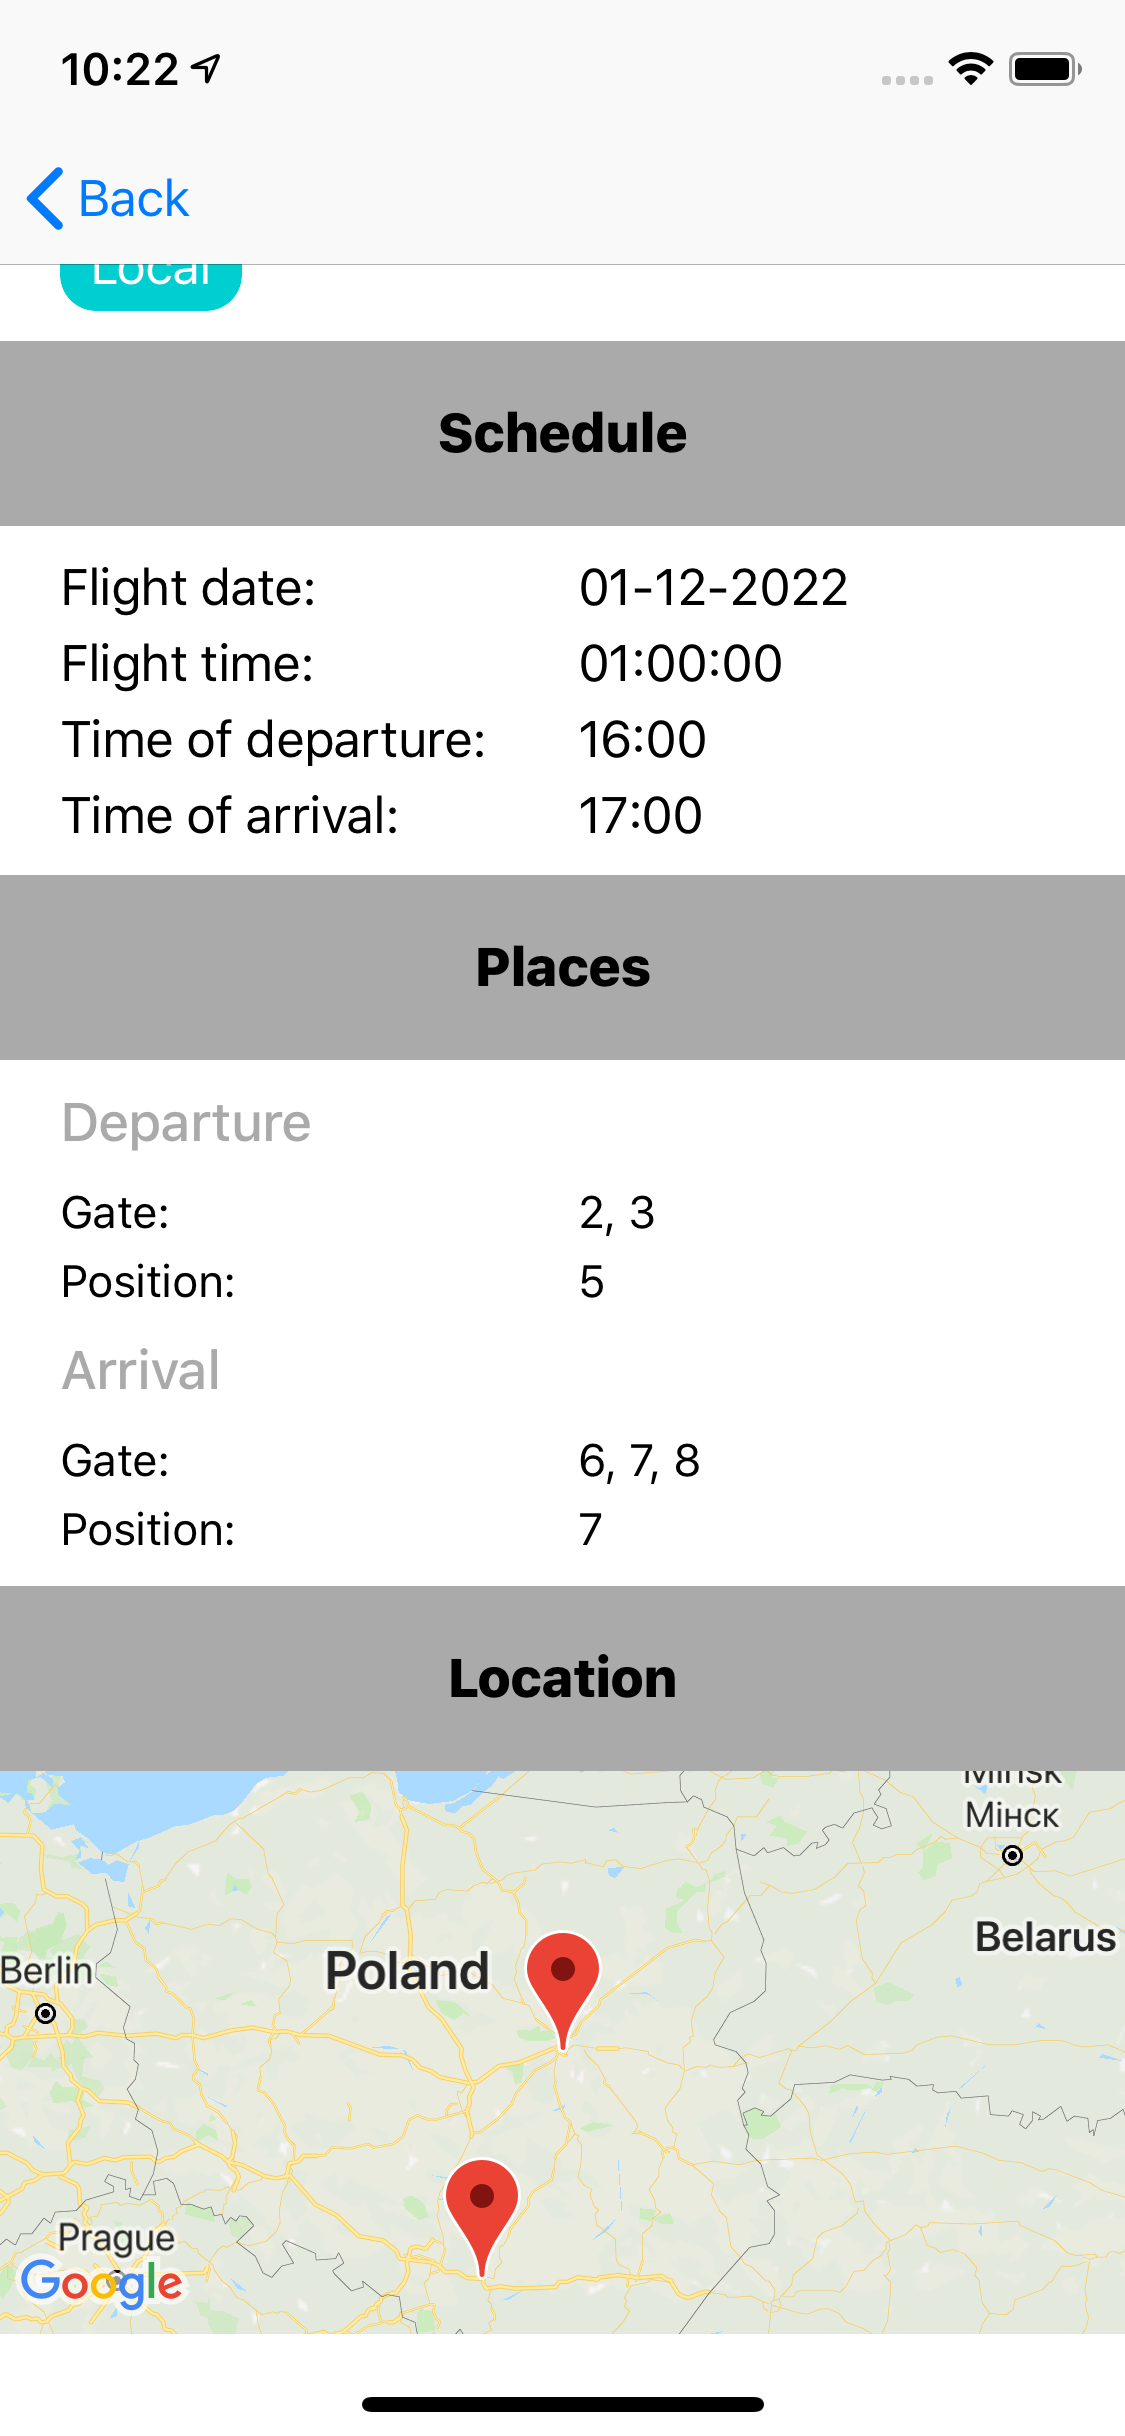 10:22
Back
Local
Schedule
Flight date: 01-12-2022
Flight time: 01:00:00
Time of departure: 16:00
Time of arrival: 17:00
Places
Departure
Gate: 2, 3
Position: 5
Arrival
Gate: 6, 7, 8
Position: 7
Location
Minsk
Мінск
Belarus
Berlin
Poland
Prague
Google